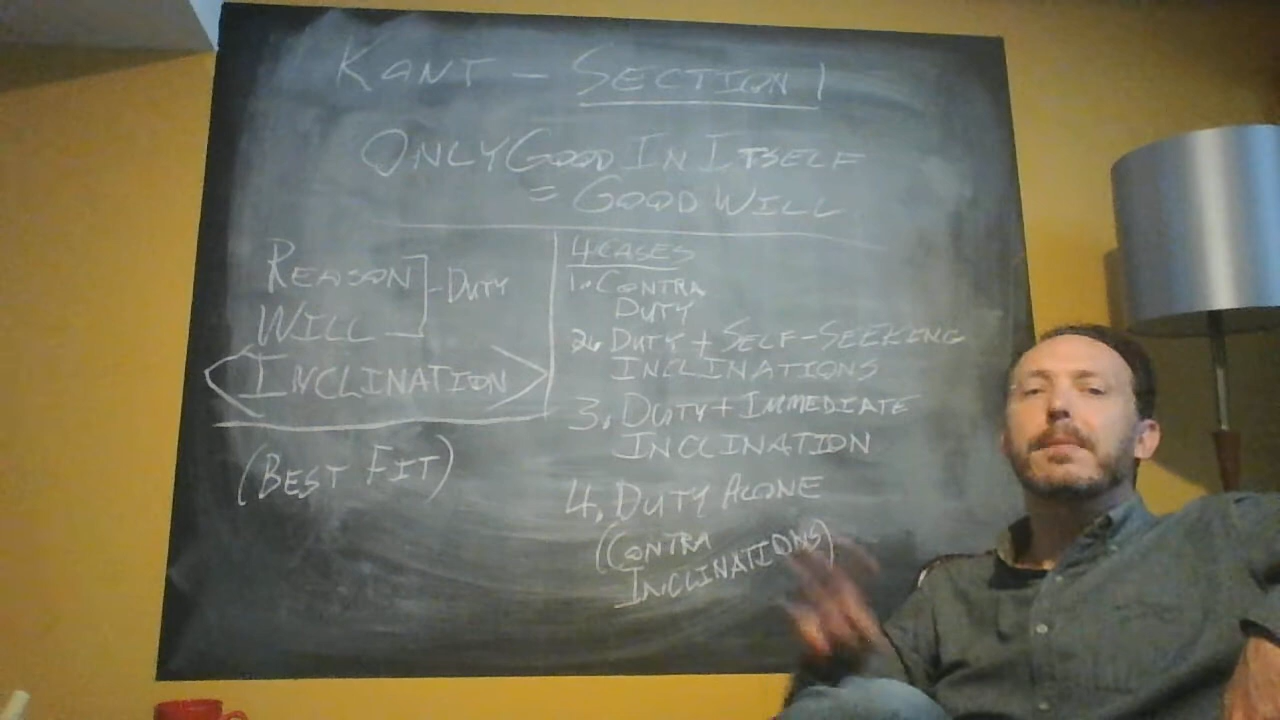 KANT – SECTION 1
ONLY GOOD IN ITSELF
= GOOD WILL
REASON
WILL
- DUTY
INCLINATION
(BEST FIT)
4 CASES
1. CONTRA
DUTY
2. DUTY + SELF-SEEKING
INCLINATIONS
3. DUTY + IMMEDIATE
INCLINATION
4. DUTY ALONE
(CONTRA
INCLINATIONS)